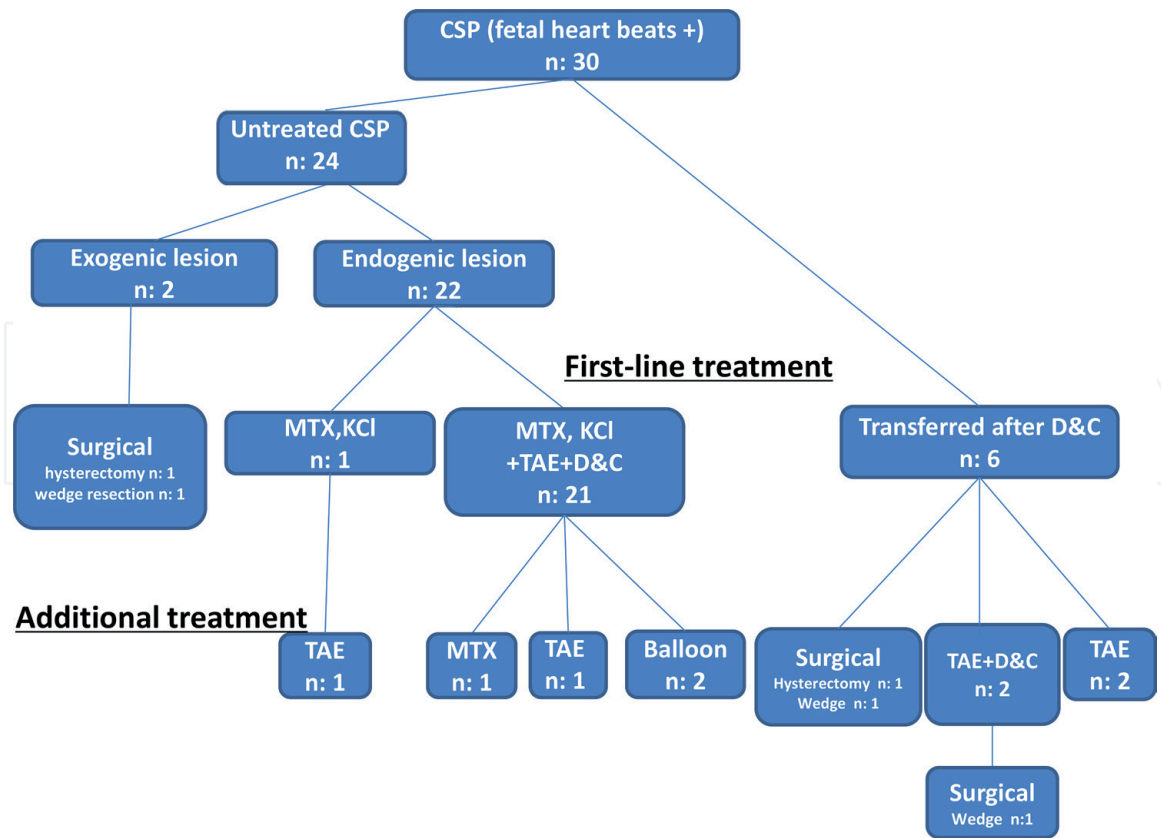 CSP (fetal heart beats +)
n: 30
Untreated CSP
n: 24
Exogenic lesion
n: 2
Endogenic lesion
n: 22
First-line treatment
Surgical
hysterectomy n: 1
wedge resection n: 1
MTX,KCl
n: 1
MTX, KCl
+TAE+D&C
n: 21
Transferred after D&C
n: 6
Additional treatment
TAE
n: 1
MTX
n: 1
TAE
n: 1
Balloon
n: 2
Surgical
Hysterectomy n: 1
Wedge n: 1
TAE+D&C
n: 2
TAE
n: 2
Surgical
Wedge n:1